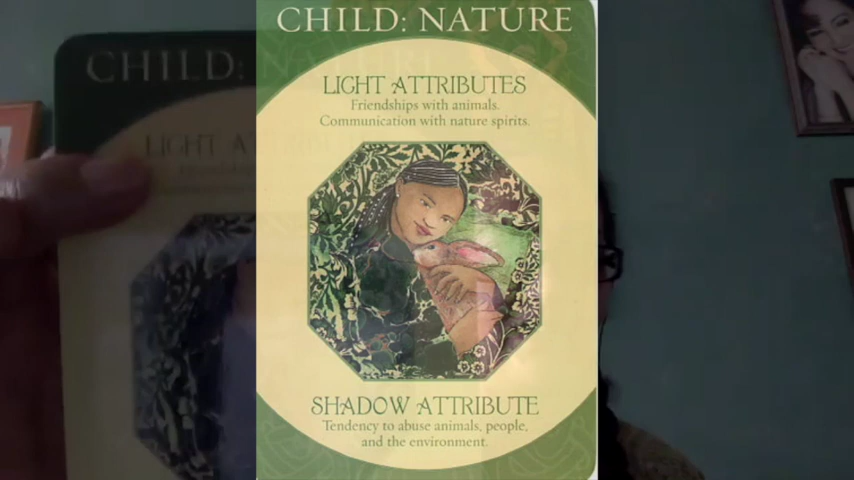 CHILD: NATURE
LIGHT ATTRIBUTES
Friendships with animals.
Communication with nature spirits.
SHADOW ATTRIBUTE
Tendency to abuse animals, people,
and the environment.
CHILD:
LIGHT A